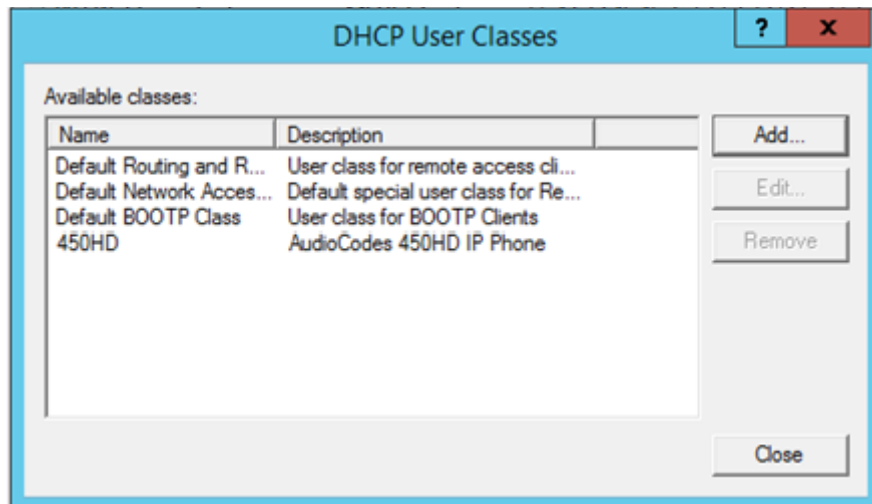 DHCP User Classes
? x
Available classes:
Name Description
Add...
Default Routing and R... User class for remote access cli...
Default Network Acces... Default special user class for Re...
Edit...
Default BOOTP Class User class for BOOTP Clients
450HD AudioCodes 450HD IP Phone
Remove
Close